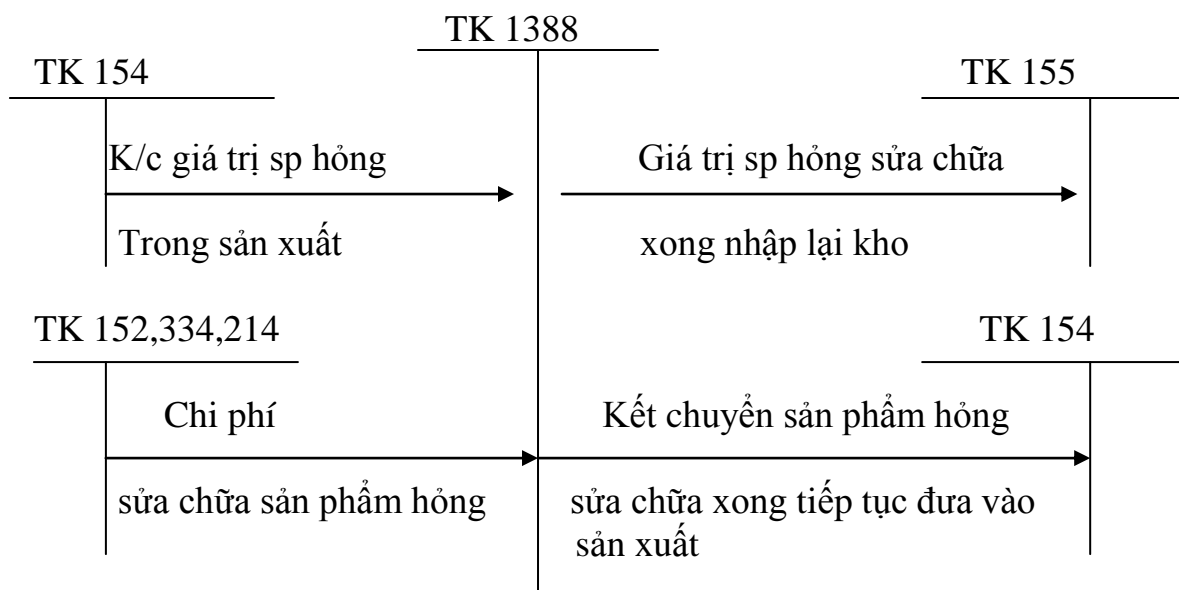 TK 1388
TK 154
TK 155
K/c giá trị sp hỏng
Giá trị sp hỏng sửa chữa
Trong sản xuất
xong nhập lại kho
TK 152,334,214
TK 154
Chi phí
Kết chuyển sản phẩm hỏng
sửa chữa sản phẩm hỏng
sửa chữa xong tiếp tục đưa vào
sản xuất